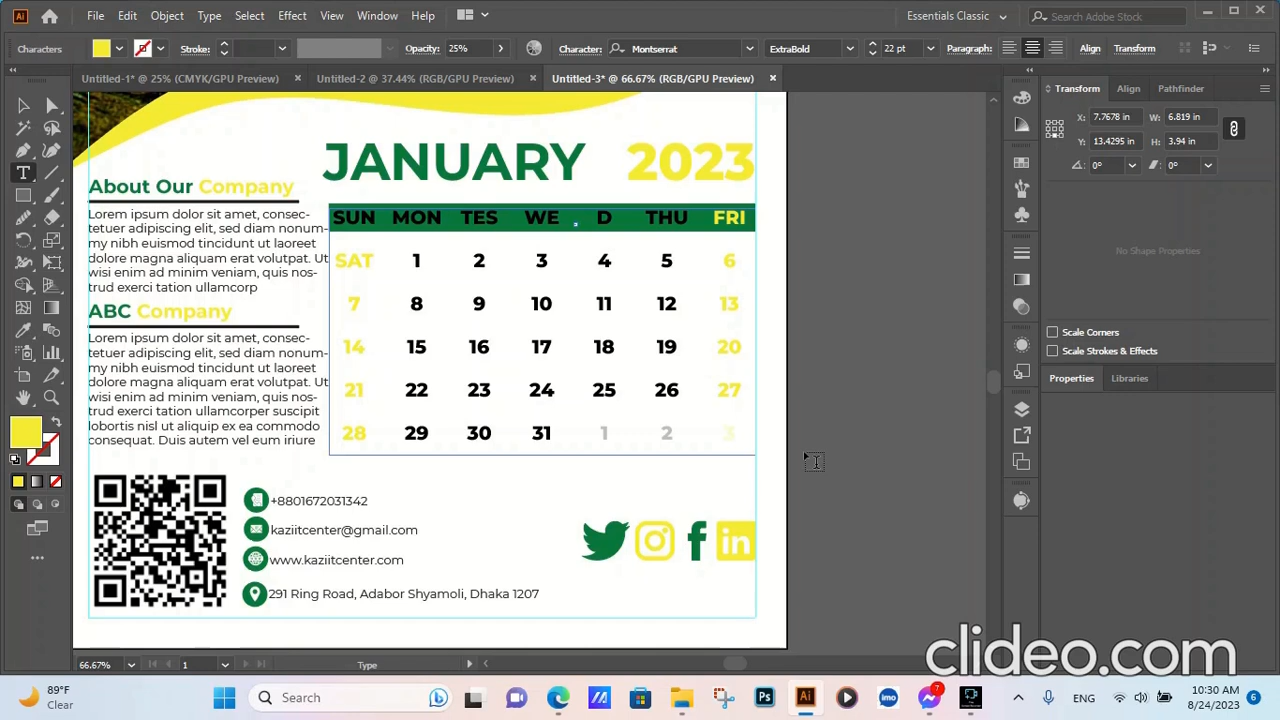 File Edit Object Type Select Effect View Window Help
Essentials Classic
Search Adobe Stock
Characters
Stroke:
Opacity: 25%
Character: Montserrat
ExtraBold
22 pt
Paragraph:
Align
Transform
Untitled-1* @ 25% (CMYK/GPU Preview) ×
Untitled-2 @ 37.44% (RGB/GPU Preview) ×
Untitled-3* @ 66.67% (RGB/GPU Preview) ×
JANUARY 2023
About Our Company
Lorem ipsum dolor sit amet, consec-
tetuer adipiscing elit, sed diam nonum-
my nibh euismod tincidunt ut laoreet
dolore magna aliquam erat volutpat. Ut
wisi enim ad minim veniam, quis nos-
trud exerci tation ullamcorp
ABC Company
Lorem ipsum dolor sit amet, consec-
tetuer adipiscing elit, sed diam nonum-
my nibh euismod tincidunt ut laoreet
dolore magna aliquam erat volutpat. Ut
wisi enim ad minim veniam, quis nos-
trud exerci tation ullamcorper suscipit
lobortis nisl ut aliquip ex ea commodo
consequat. Duis autem vel eum iriure
SUN MON TES WE D THU FRI
SAT 1 2 3 4 5 6
7 8 9 10 11 12 13
14 15 16 17 18 19 20
21 22 23 24 25 26 27
28 29 30 31 1 2 3
+8801672031342
kaziitcenter@gmail.com
www.kaziitcenter.com
291 Ring Road, Adabor Shyamoli, Dhaka 1207
Transform Align Pathfinder
X: 7.7678 in W: 6.819 in
Y: 13.4295 in H: 3.94 in
0° 0°
No Shape Properties
Scale Corners
Scale Strokes & Effects
Properties Libraries
66.67%
1
Type
clideo.com
89°F
Clear
Search
Ps
Ai
imo
7
ENG
10:30 AM
8/24/2023
6